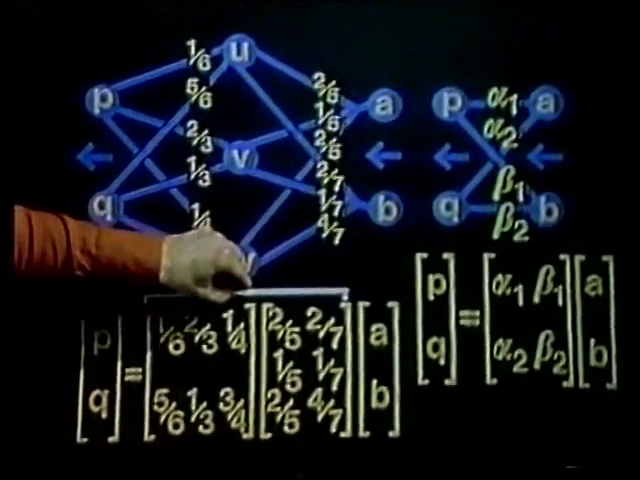 1/6 u
p 5/6 2/5 a p α₁ a
2/3 1/5 α₂
v 2/5
1/3 2/7 β₁
q 1/4 1/7 b q β₂ b
4/7
[p q] = [1/6 2/3 1/4 5/6 1/3 3/4] [2/5 2/7 1/5 1/7 2/5 4/7] [a b]
[p q] = [α₁ β₁ α₂ β₂] [a b]